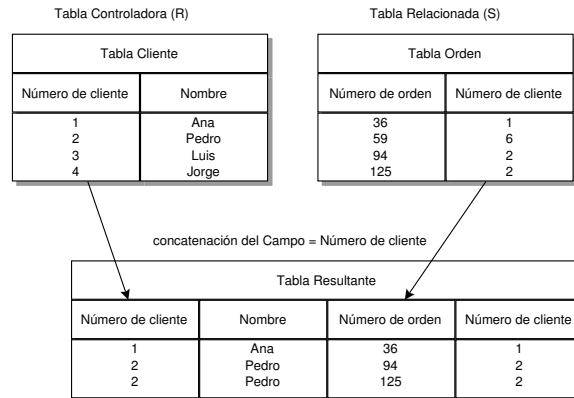 Tabla Controladora (R) Tabla Relacionada (S)
Tabla Cliente Tabla Orden
Número de cliente Nombre Número de orden Número de cliente
1 Ana 36 1
2 Pedro 59 6
3 Luis 94 2
4 Jorge 125 2
concatenación del Campo = Número de cliente
Tabla Resultante
Número de cliente Nombre Número de orden Número de cliente
1 Ana 36 1
2 Pedro 94 2
2 Pedro 125 2